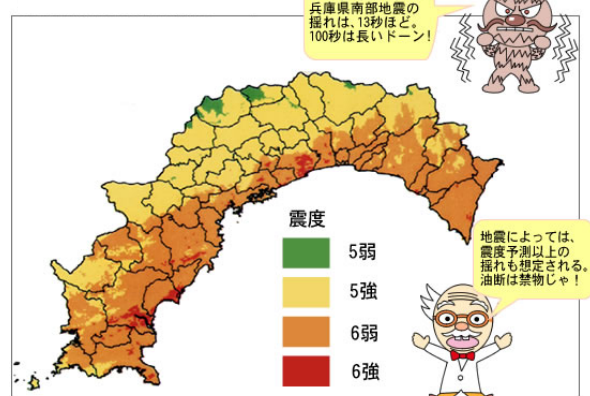 兵庫県南部地震の
揺れは、13秒ほど。
100秒は長いドーン!
震度
5弱
5強
6弱
6強
地震によっては、
震度予測以上の
揺れも想定される。
油断は禁物じゃ!